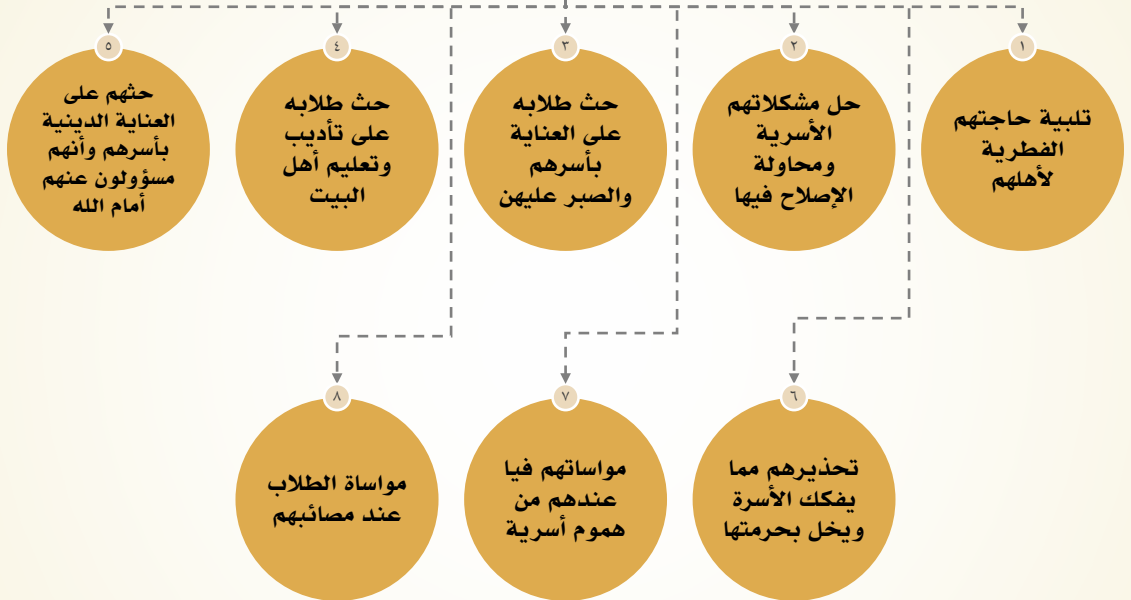 ١
تلبية حاجتهم
الفطرية
لأهلهم
٢
حل مشكلاتهم
الأسرية
ومحاولة
الإصلاح فيها
٣
حث طلابه
على العناية
بأسرهم
والصبر عليهن
٤
حث طلابه
على تأديب
وتعليم أهل
البيت
٥
حثهم على
العناية الدينية
بأسرهم وأنهم
مسؤولون عنهم
أمام الله
٦
تحذيرهم مما
يفكك الأسرة
ويخل بحرمتها
٧
مواساتهم فيا
عندهم من
هموم أسرية
٨
مواساة الطلاب
عند مصائبهم